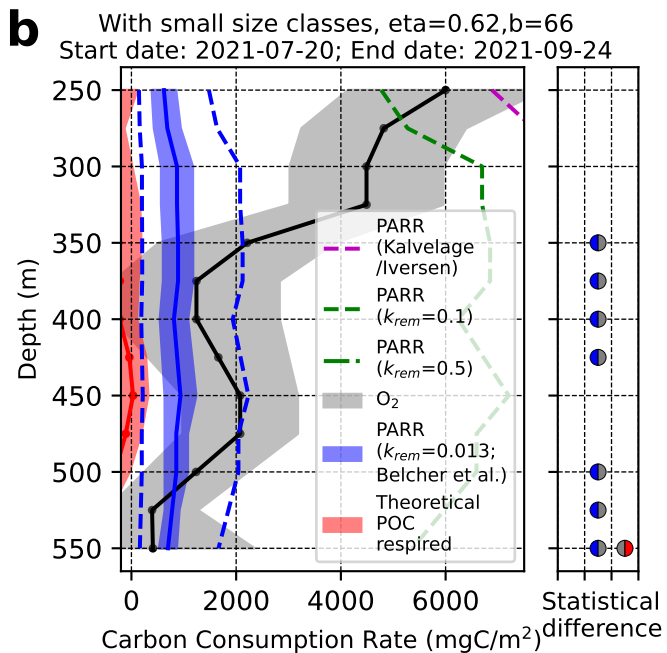 b
With small size classes, eta=0.62,b=66
Start date: 2021-07-20; End date: 2021-09-24
Depth (m)
250
300
350
400
450
500
550
PARR
(Kalvelage
/Iversen)
PARR
(k_rem=0.1)
PARR
(k_rem=0.5)
O₂
PARR
(k_rem=0.013;
Belcher et al.)
Theoretical
POC
respired
0 2000 4000 6000
Carbon Consumption Rate (mgC/m²)
Statistical
difference